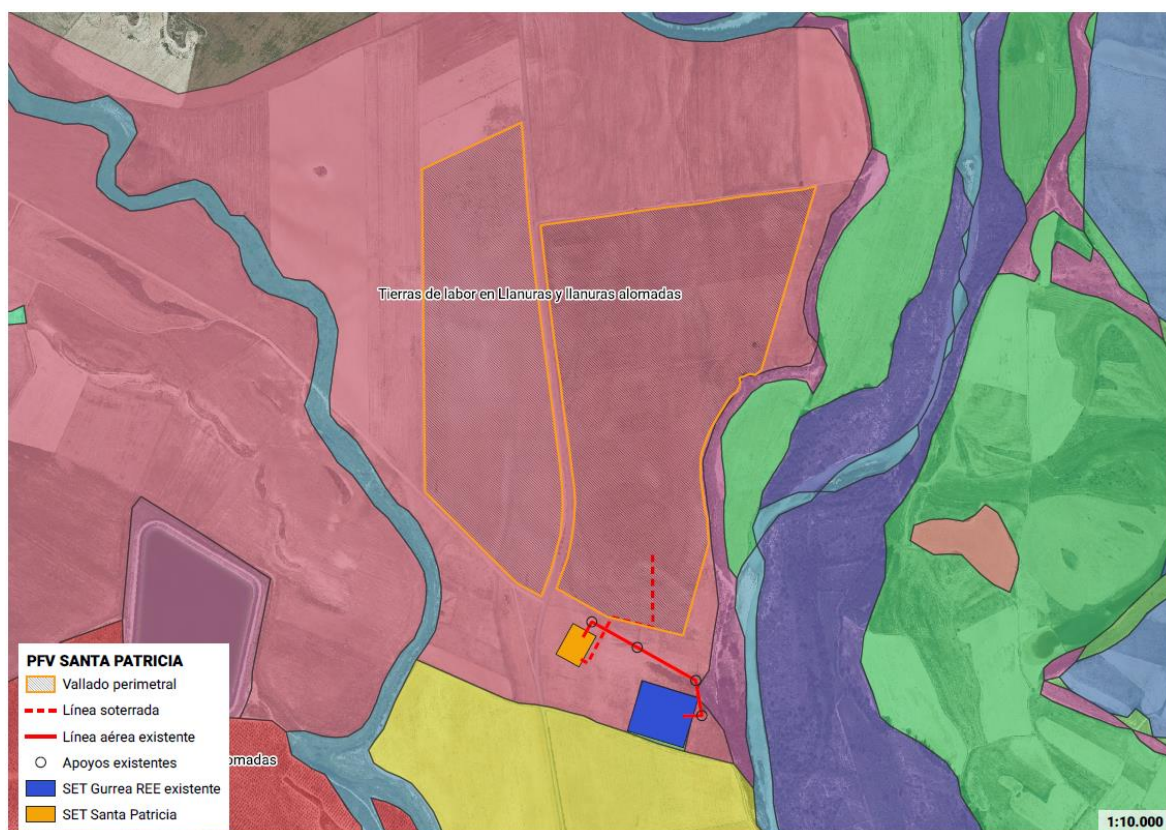 Tierras de labor en Llanuras y llanuras alomadas
PFV SANTA PATRICIA
Vallado perimetral
Línea soterrada
Línea aérea existente
omadas
Apoyos existentes
SET Gurrea REE existente
SET Santa Patricia
1:10.000